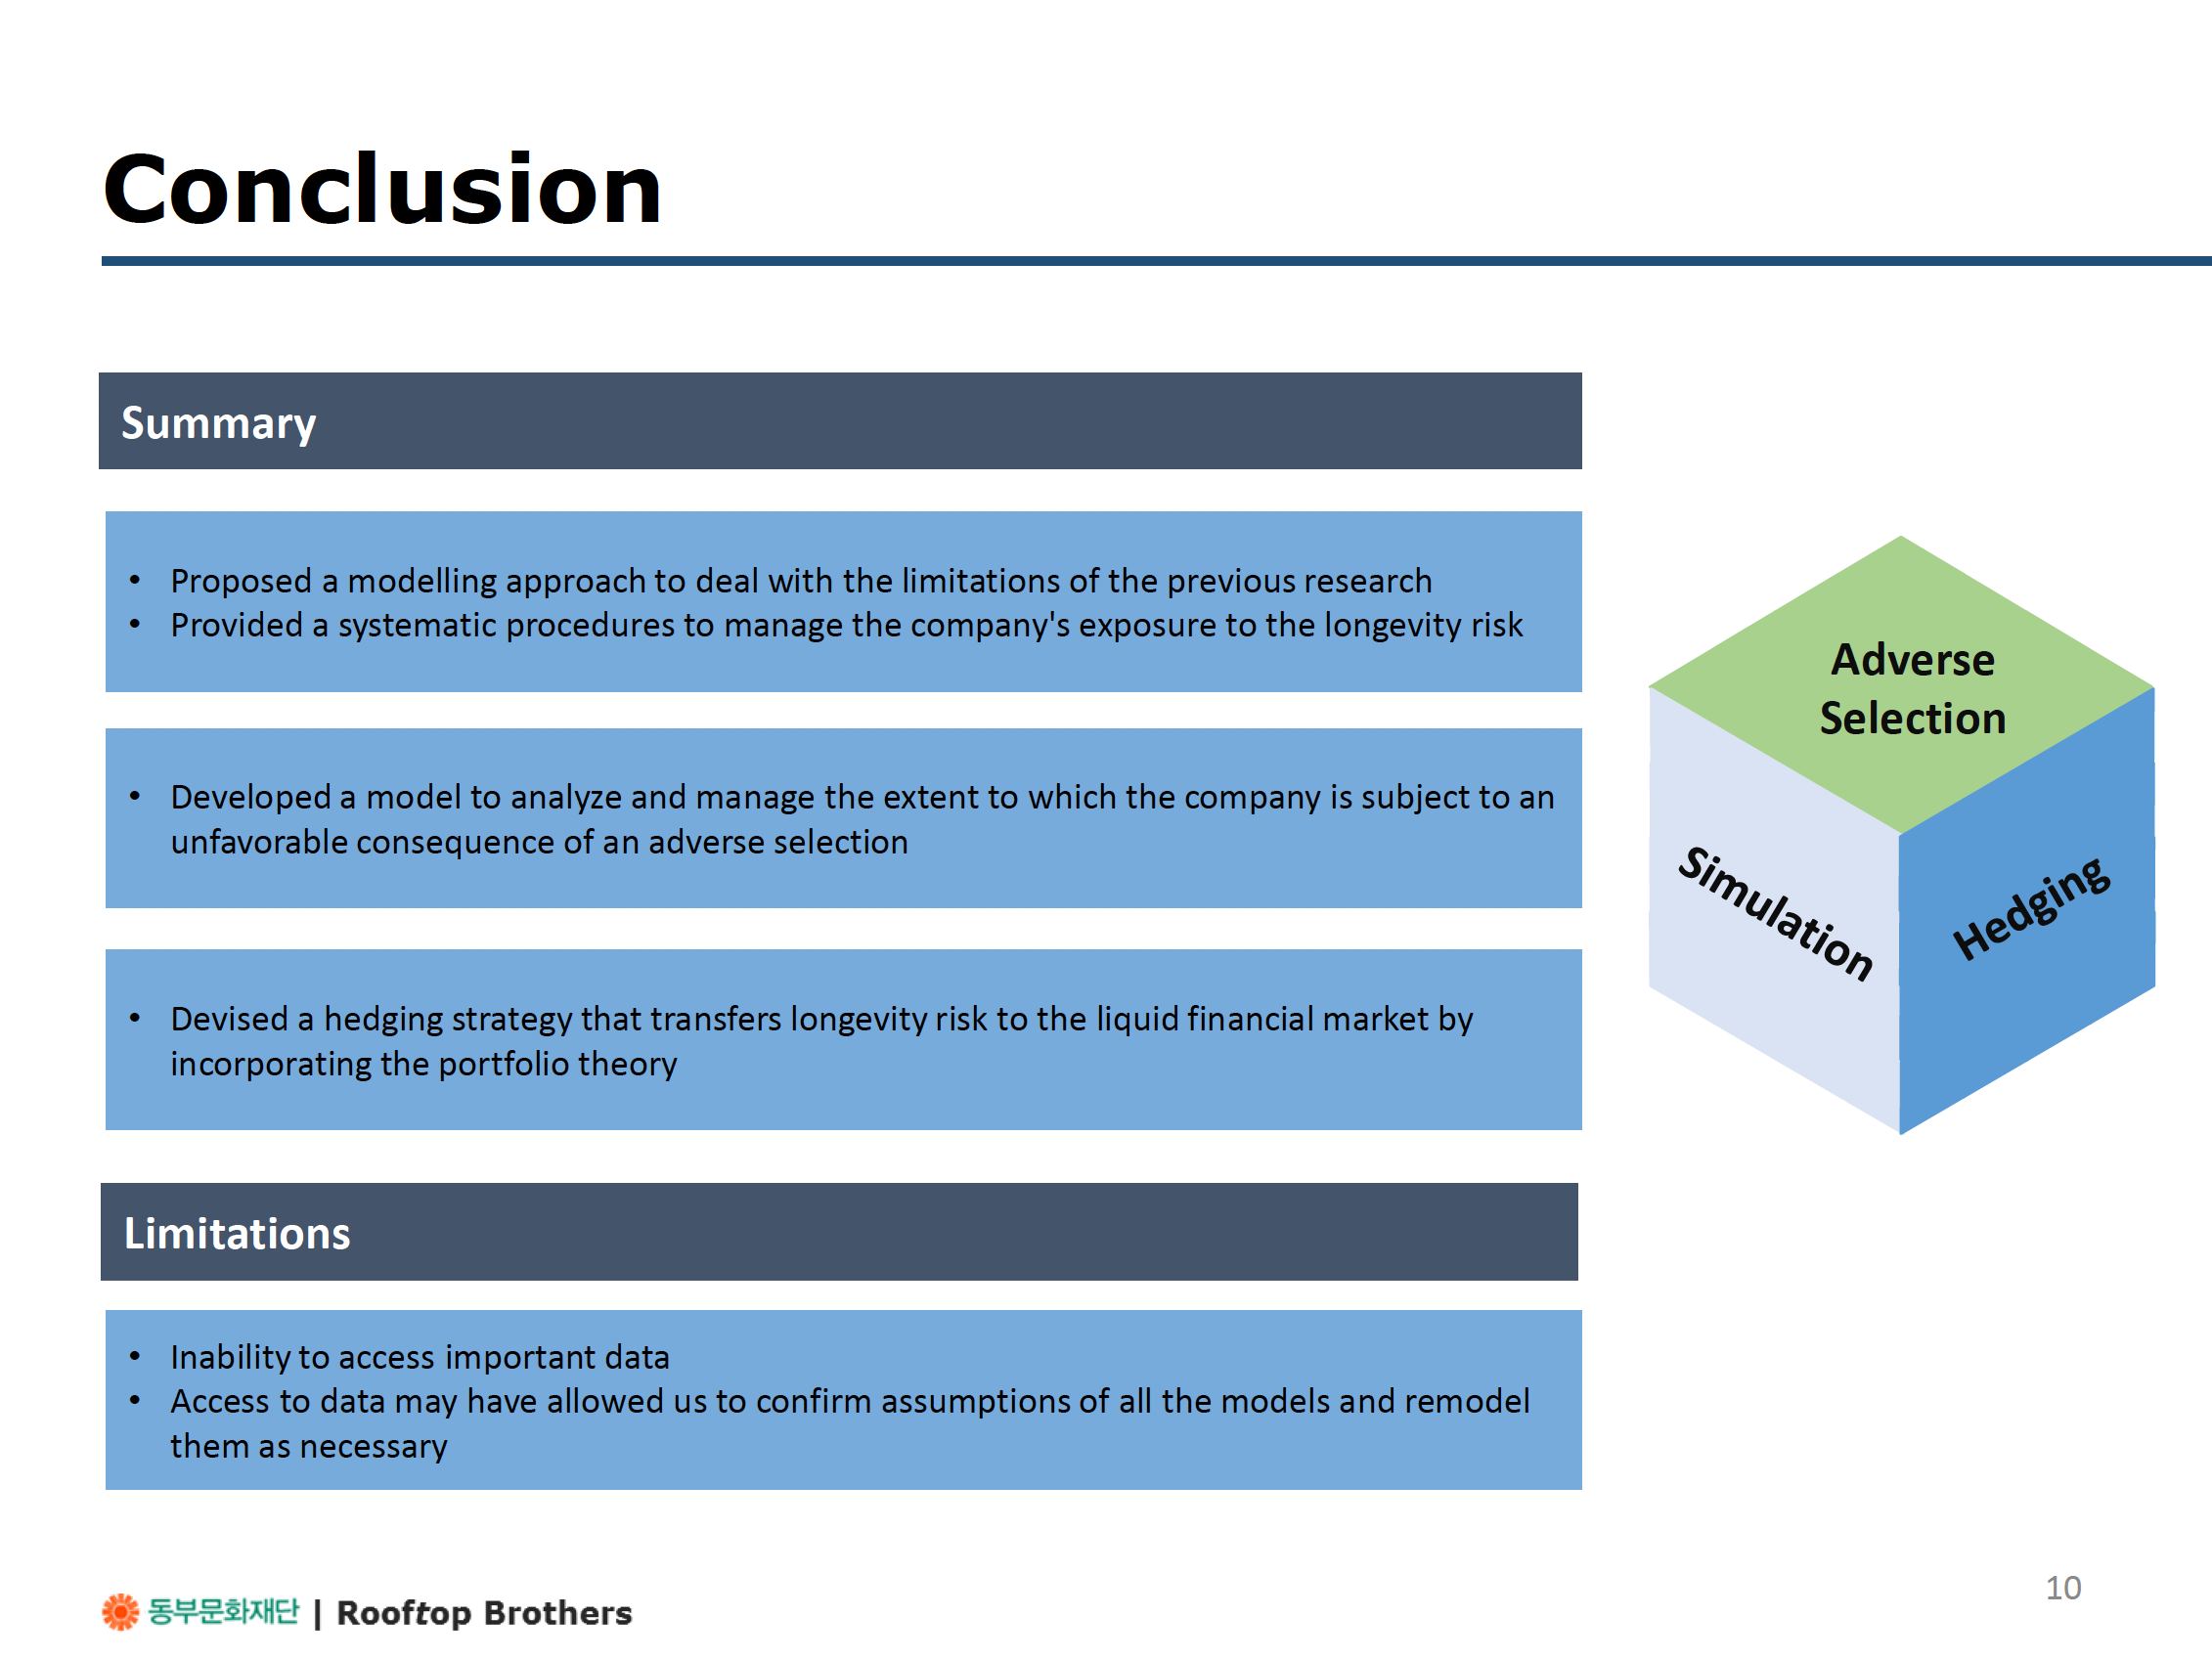 Conclusion
Summary
• Proposed a modelling approach to deal with the limitations of the previous research
• Provided a systematic procedures to manage the company's exposure to the longevity risk
• Developed a model to analyze and manage the extent to which the company is subject to an
unfavorable consequence of an adverse selection
• Devised a hedging strategy that transfers longevity risk to the liquid financial market by
incorporating the portfolio theory
Adverse
Selection
Simulation
Hedging
Limitations
• Inability to access important data
• Access to data may have allowed us to confirm assumptions of all the models and remodel
them as necessary
동부문화재단 | Rooftop Brothers
10